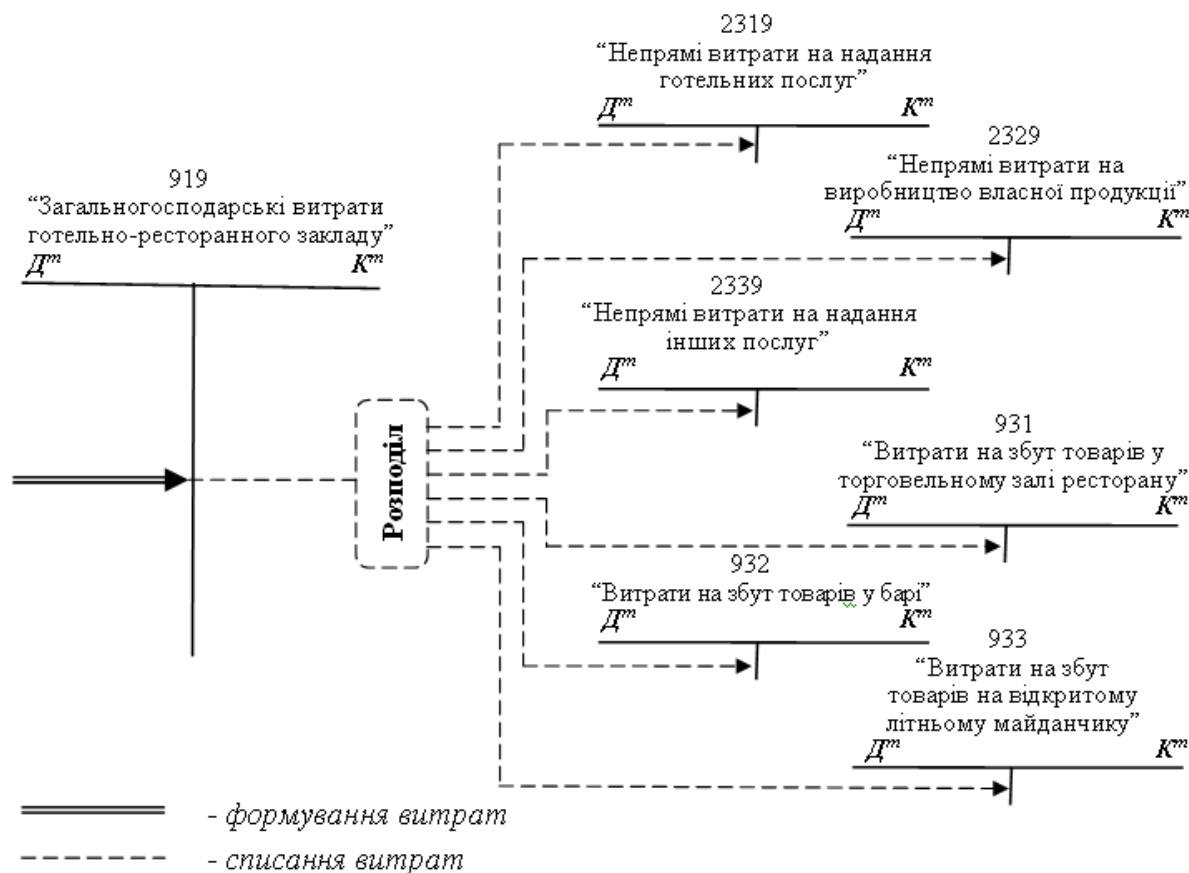 2319
“Непрямі витрати на надання
готельних послуг”
Дт Кт
2329
“Непрямі витрати на
виробництво власної продукції”
Дт Кт
919
“Загальногосподарські витрати
готельно-ресторанного закладу”
Дт Кт
2339
“Непрямі витрати на надання
інших послуг”
Дт Кт
Розподіл
931
“Витрати на збут товарів у
торговельному залі ресторану”
Дт Кт
932
“Витрати на збут товарів у барі”
Дт Кт
933
“Витрати на збут
товарів на відкритому
літньому майданчику”
Дт Кт
- формування витрат
- списання витрат